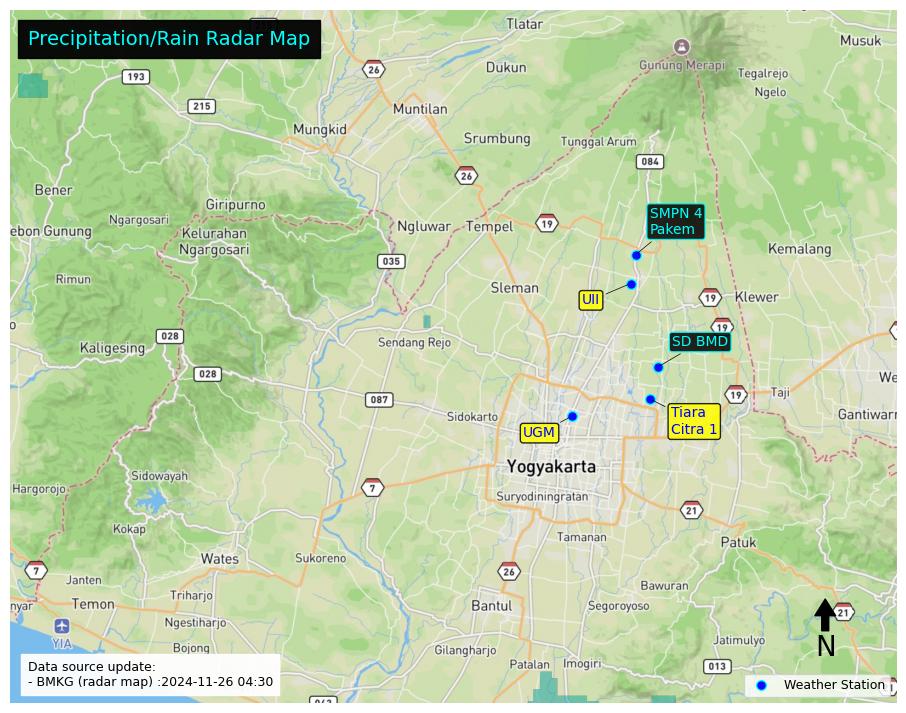 Precipitation/Rain Radar Map
Tlatar
Musuk
26
Dukun
Gunung Merapi
Tegalrejo
193
Ngelo
215
Muntilan
Mungkid
Srumbung
Tunggal Arum
084
26
Bener
Giripurno
SMPN 4
Pakem
Ngargosari
Ngluwar
Tempel
19
ebon Gunung
Kelurahan
Ngargosari
Kemalang
035
Rimun
Sleman
UII
19
Klewer
19
028
Sendang Rejo
SD BMD
Kaligesing
028
Taji
We
087
19
Sidokarto
Tiara
Citra 1
Gantiwarn
UGM
Yogyakarta
Sidowayah
Hargorojo
7
Suryodiningratan
21
Kokap
Tamanan
Patuk
Wates
Sukoreno
7
26
Janten
Bawuran
Triharjo
nyar
Temon
Bantul
Segoroyoso
21
Ngestiharjo
YIA
Jatimulyo
N
Bojong
Gilangharjo
Patalan
Imogiri
013
Data source update:
- BMKG (radar map) :2024-11-26 04:30
Weather Station